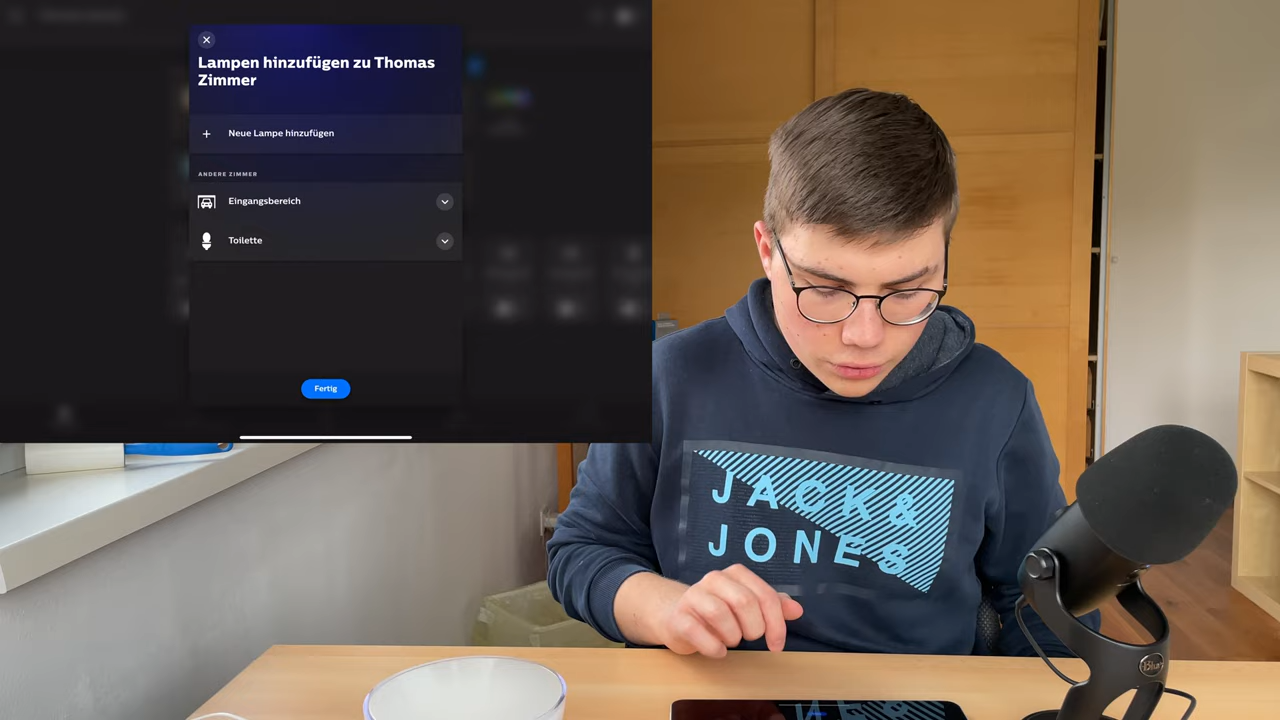 Lampen hinzufügen zu Thomas
Zimmer
Neue Lampe hinzufügen
ANDERE ZIMMER
Eingangsbereich
Toilette
Fertig
JACK &
JONES
Blue